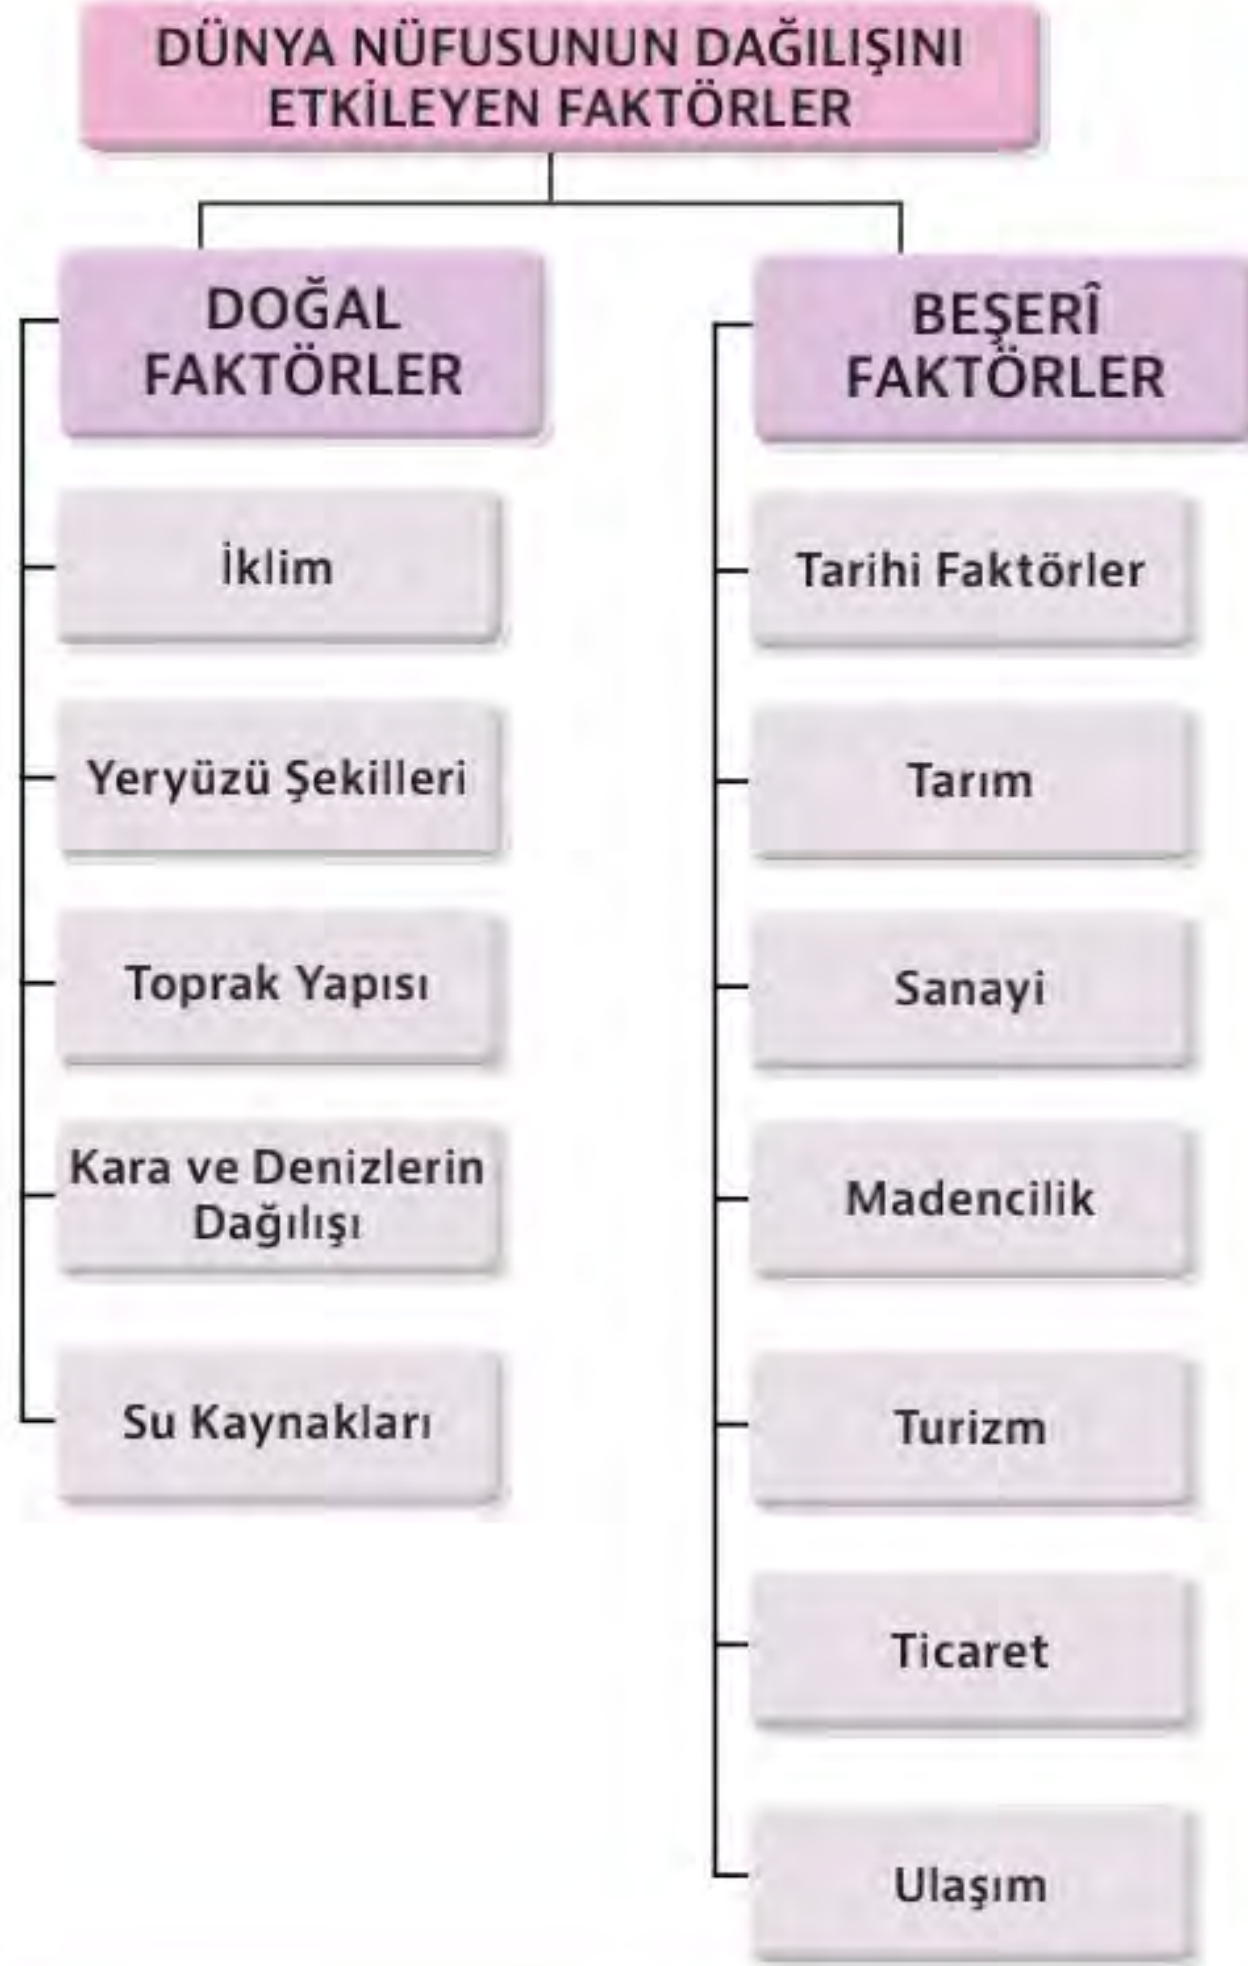 DÜNYA NÜFUSUNUN DAĞILIŞINI
ETKİLEYEN FAKTÖRLER
DOĞAL
FAKTÖRLER
İklim
Yeryüzü Şekilleri
Toprak Yapısı
Kara ve Denizlerin
Dağılışı
Su Kaynakları
BEŞERÎ
FAKTÖRLER
Tarihi Faktörler
Tarım
Sanayi
Madencilik
Turizm
Ticaret
Ulaşım